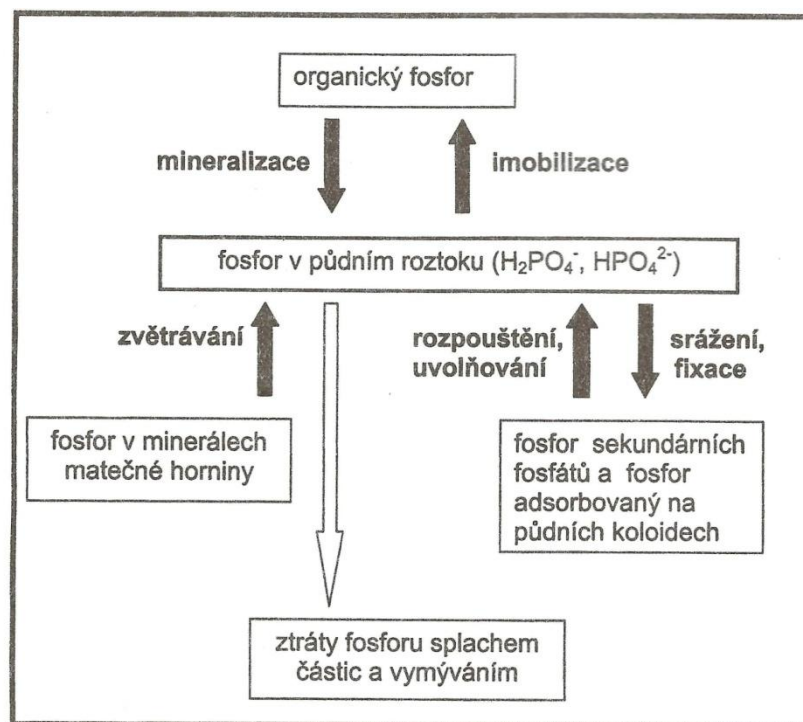 organický fosfor
mineralizace
imobilizace
fosfor v půdním roztoku (H₂PO₄⁻, HPO₄²⁻)
zvětrávání
rozpouštění,
uvolňování
srážení,
fixace
fosfor v minerálech
matečné horniny
fosfor sekundárních
fosfátů a fosfor
adsorbovaný na
půdních koloidech
ztráty fosforu splachem
částic a vymýváním